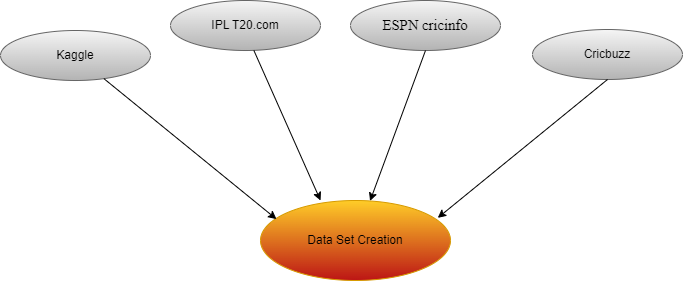 Kaggle
IPL T20.com
ESPN cricinfo
Cricbuzz
Data Set Creation